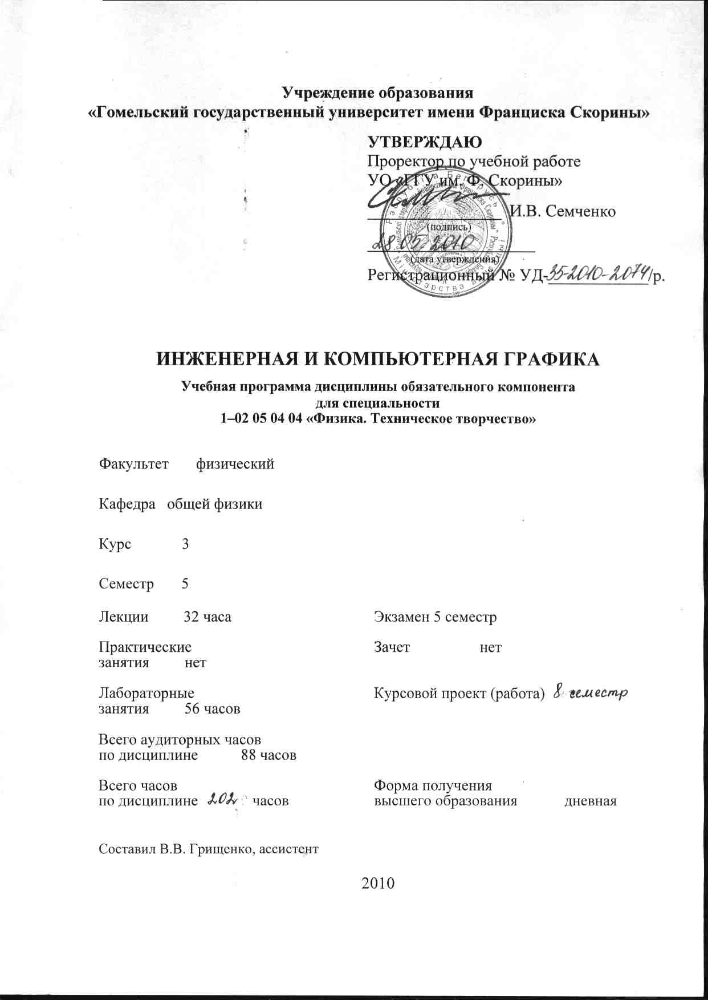 Учреждение образования
«Гомельский государственный университет имени Франциска Скорины»
УТВЕРЖДАЮ
Проректор по учебной работе
УО «ГГУ им. Ф. Скорины»
И.В. Семченко
(подпись)
28.05.2010
(дата утверждения)
Регистрационный № УД-35-2010-2074/р.
ИНЖЕНЕРНАЯ И КОМПЬЮТЕРНАЯ ГРАФИКА
Учебная программа дисциплины обязательного компонента
для специальности
1–02 05 04 04 «Физика. Техническое творчество»
Факультет физический
Кафедра общей физики
Курс 3
Семестр 5
Лекции 32 часа Экзамен 5 семестр
Практические Зачет нет
занятия нет
Лабораторные Курсовой проект (работа) 8 семестр
занятия 56 часов
Всего аудиторных часов
по дисциплине 88 часов
Всего часов Форма получения
по дисциплине 202 часов высшего образования дневная
Составил В.В. Грищенко, ассистент
2010